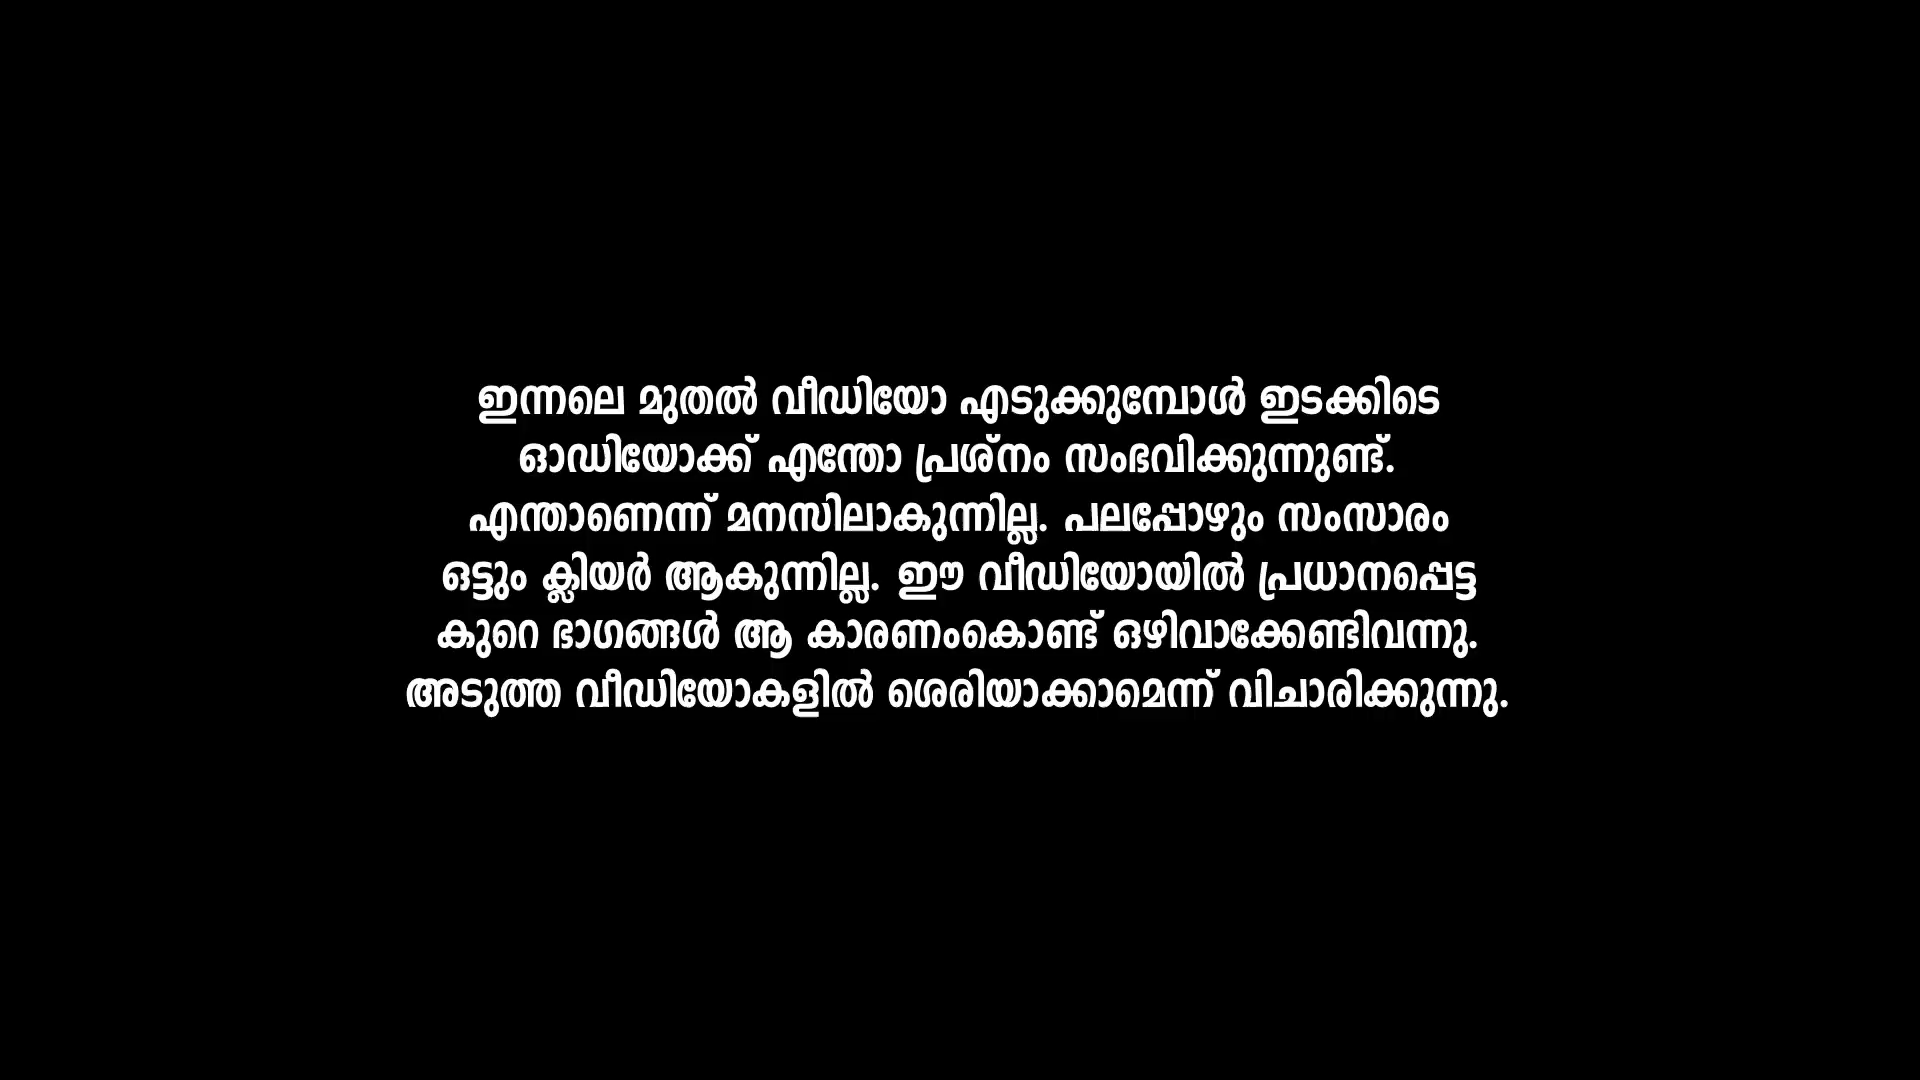 ഇന്നലെ മുതൽ വീഡിയോ എടുക്കുമ്പോൾ ഇടക്കിടെ
ഓഡിയോക്ക് എന്തോ പ്രശ്നം സംഭവിക്കുന്നുണ്ട്.
എന്താണെന്ന് മനസിലാകുന്നില്ല. പലപ്പോഴും സംസാരം
ഒട്ടും ക്ലിയർ ആകുന്നില്ല. ഈ വീഡിയോയിൽ പ്രധാനപ്പെട്ട
കുറെ ഭാഗങ്ങൾ ആ കാരണംകൊണ്ട് ഒഴിവാക്കേണ്ടിവന്നു.
അടുത്ത വീഡിയോകളിൽ ശെരിയാക്കാമെന്ന് വിചാരിക്കുന്നു.